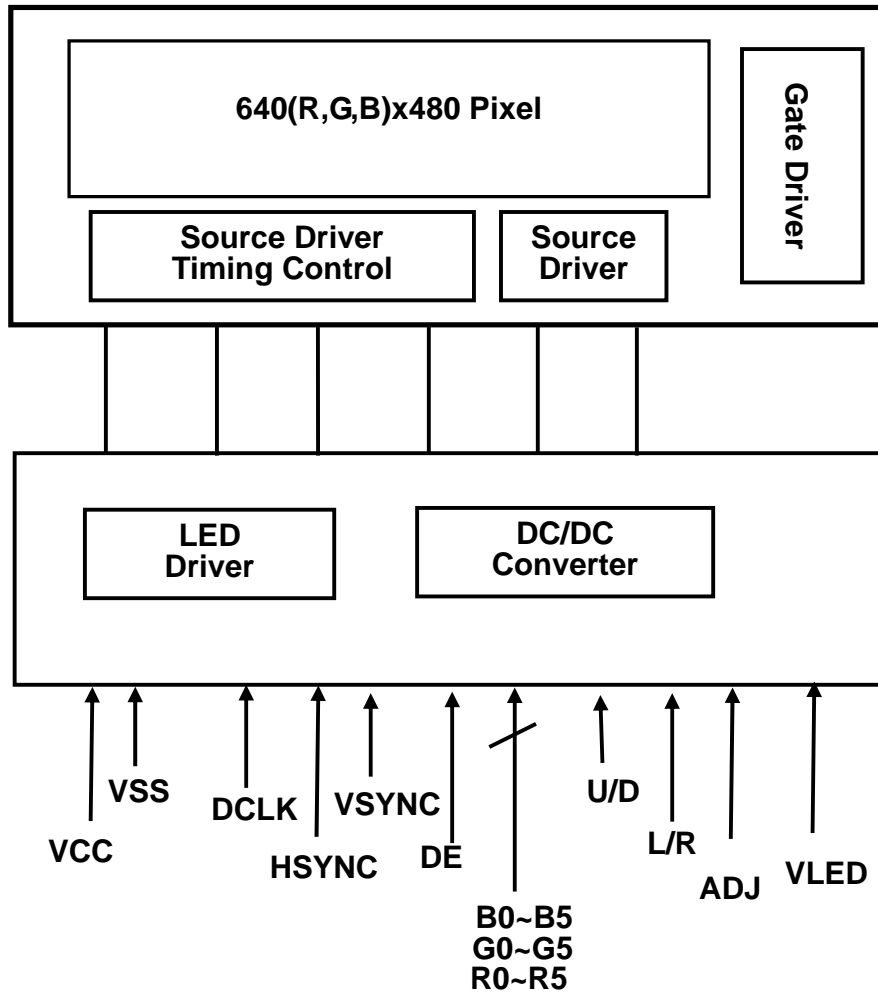 640(R,G,B)x480 Pixel
Gate Driver
Source Driver
Timing Control
Source
Driver
LED
Driver
DC/DC
Converter
VCC
VSS
DCLK
HSYNC
VSYNC
DE
B0~B5
G0~G5
R0~R5
U/D
L/R
ADJ
VLED